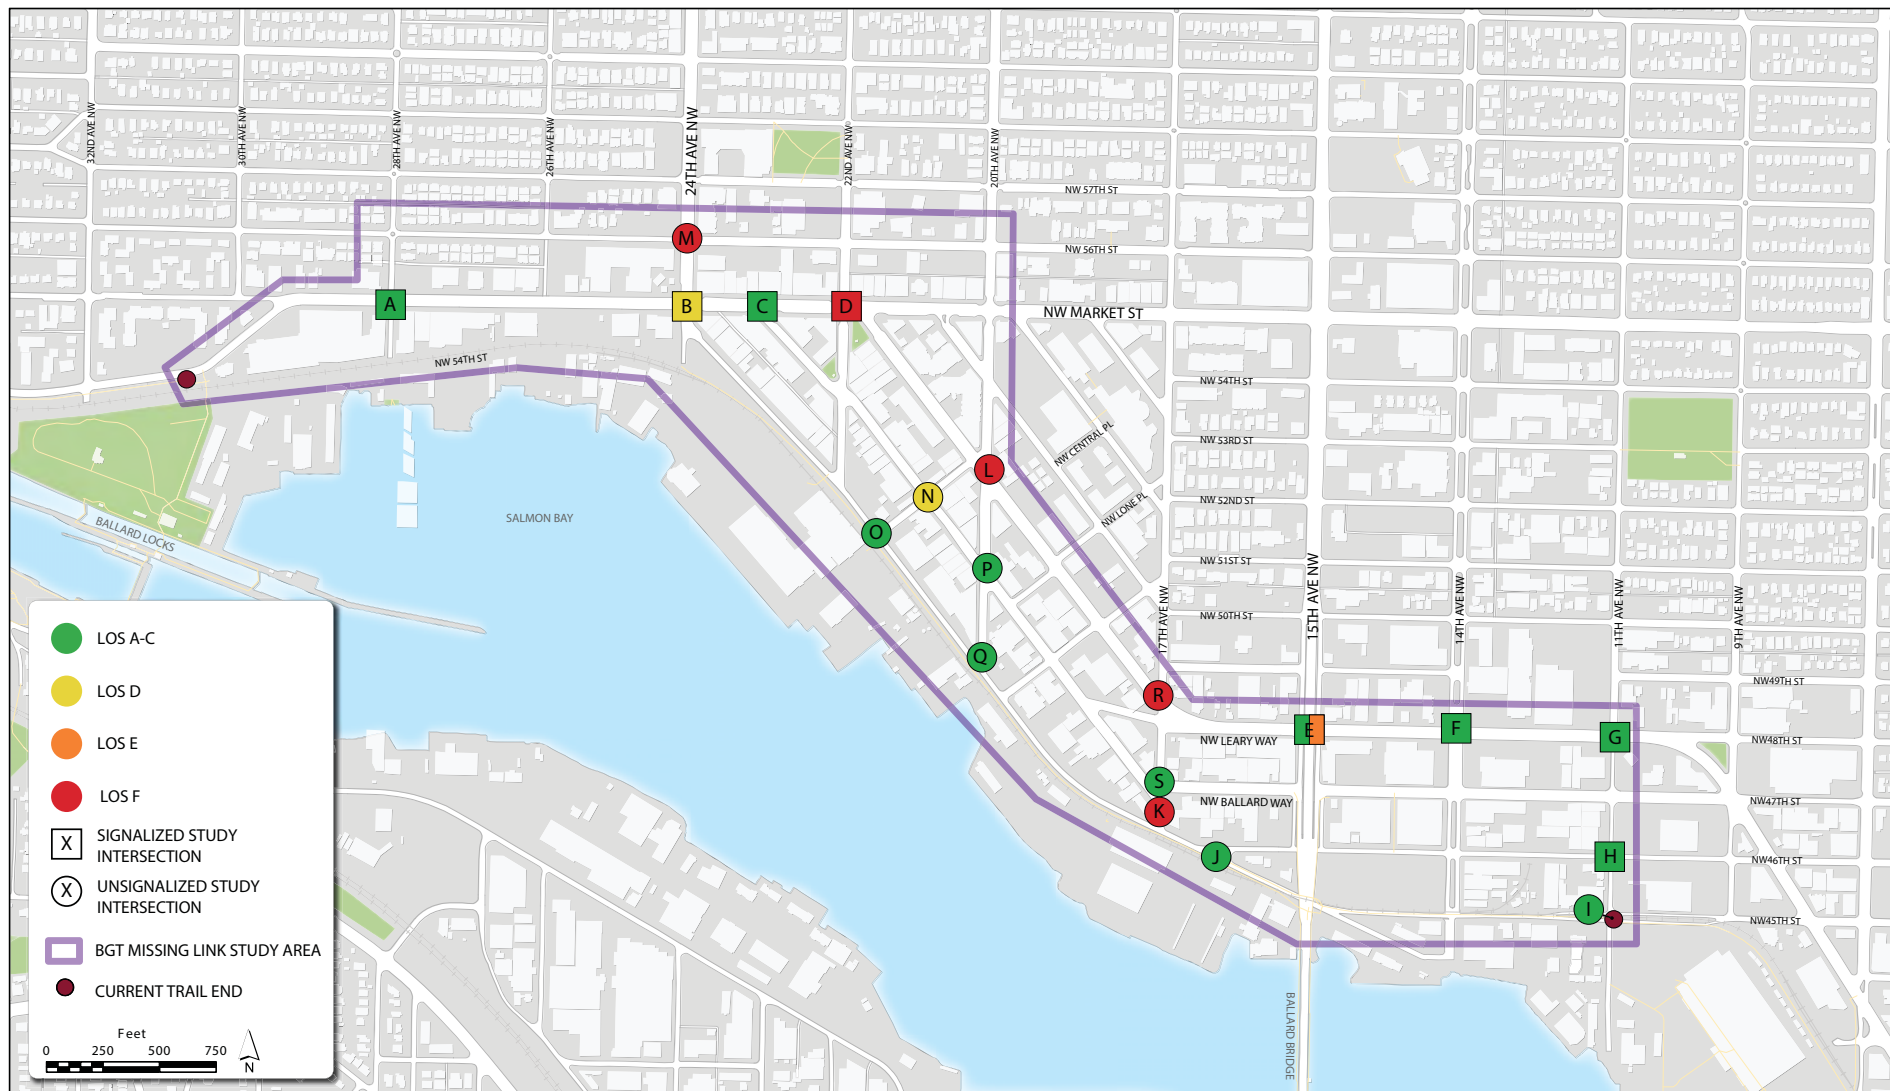 32ND AVE NW
30TH AVE NW
28TH AVE NW
26TH AVE NW
24TH AVE NW
22ND AVE NW
20TH AVE NW
NW 57TH ST
M
NW 56TH ST
A
B
C
D
NW MARKET ST
NW 54TH ST
NW 54TH ST
NW CENTRAL PL
NW 53RD ST
L
N
NW LONE PL
NW 52ND ST
SALMON BAY
BALLARD LOCKS
O
P
NW 51ST ST
15TH AVE NW
14TH AVE NW
11TH AVE NW
9TH AVE NW
17TH AVE NW
NW 50TH ST
Q
R
NW49TH ST
E
F
G
NW LEARY WAY
NW48TH ST
S
K
NW BALLARD WAY
NW47TH ST
J
H
NW46TH ST
I
NW45TH ST
BALLARD BRIDGE
LOS A-C
LOS D
LOS E
LOS F
X
SIGNALIZED STUDY
INTERSECTION
X
UNSIGNALIZED STUDY
INTERSECTION
BGT MISSING LINK STUDY AREA
CURRENT TRAIL END
Feet
0 250 500 750
N